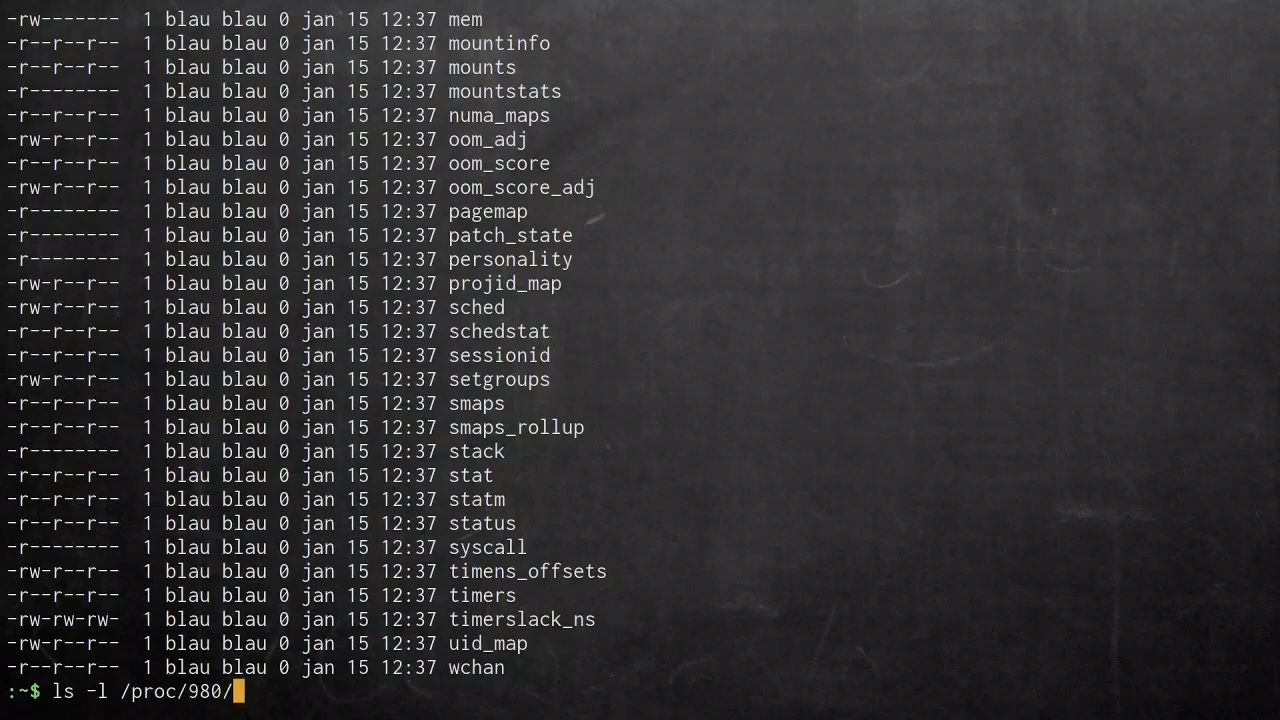 -rw------- 1 blau blau 0 jan 15 12:37 mem
-r--r--r-- 1 blau blau 0 jan 15 12:37 mountinfo
-r--r--r-- 1 blau blau 0 jan 15 12:37 mounts
-r-------- 1 blau blau 0 jan 15 12:37 mountstats
-r--r--r-- 1 blau blau 0 jan 15 12:37 numa_maps
-rw-r--r-- 1 blau blau 0 jan 15 12:37 oom_adj
-r--r--r-- 1 blau blau 0 jan 15 12:37 oom_score
-rw-r--r-- 1 blau blau 0 jan 15 12:37 oom_score_adj
-r-------- 1 blau blau 0 jan 15 12:37 pagemap
-r-------- 1 blau blau 0 jan 15 12:37 patch_state
-r-------- 1 blau blau 0 jan 15 12:37 personality
-rw-r--r-- 1 blau blau 0 jan 15 12:37 projid_map
-rw-r--r-- 1 blau blau 0 jan 15 12:37 sched
-r--r--r-- 1 blau blau 0 jan 15 12:37 schedstat
-r--r--r-- 1 blau blau 0 jan 15 12:37 sessionid
-rw-r--r-- 1 blau blau 0 jan 15 12:37 setgroups
-r--r--r-- 1 blau blau 0 jan 15 12:37 smaps
-r--r--r-- 1 blau blau 0 jan 15 12:37 smaps_rollup
-r-------- 1 blau blau 0 jan 15 12:37 stack
-r--r--r-- 1 blau blau 0 jan 15 12:37 stat
-r--r--r-- 1 blau blau 0 jan 15 12:37 statm
-r--r--r-- 1 blau blau 0 jan 15 12:37 status
-r-------- 1 blau blau 0 jan 15 12:37 syscall
-rw-r--r-- 1 blau blau 0 jan 15 12:37 timens_offsets
-r--r--r-- 1 blau blau 0 jan 15 12:37 timers
-rw-rw-rw- 1 blau blau 0 jan 15 12:37 timerslack_ns
-rw-r--r-- 1 blau blau 0 jan 15 12:37 uid_map
-r--r--r-- 1 blau blau 0 jan 15 12:37 wchan
:~$ ls -l /proc/980/